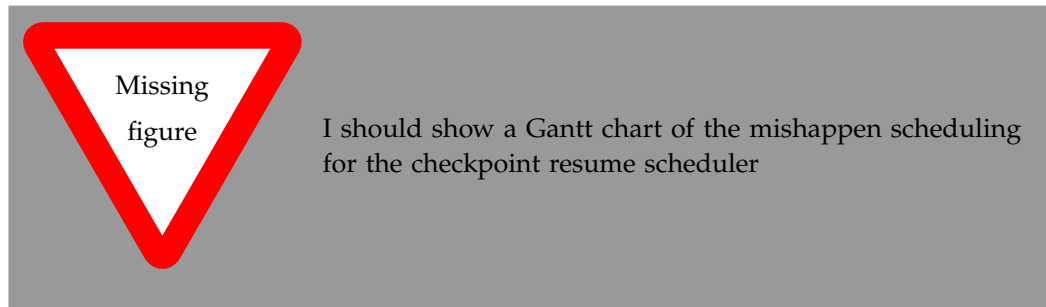 Missing
figure
I should show a Gantt chart of the mishappen scheduling
for the checkpoint resume scheduler